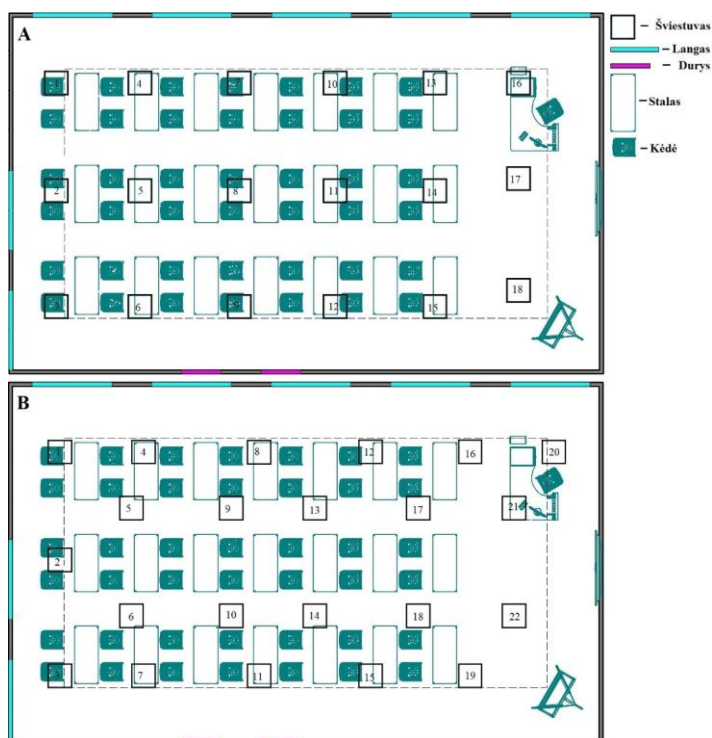 A
4 10 13 16
2 5 8 11 14 17
6 12 15 18
– Šviestuvas
– Langas
– Durys
– Stalas
– Kėdė
B
1 4 8 12 16 20
5 9 13 17 21
2
6 10 14 18 22
3 7 11 15 19